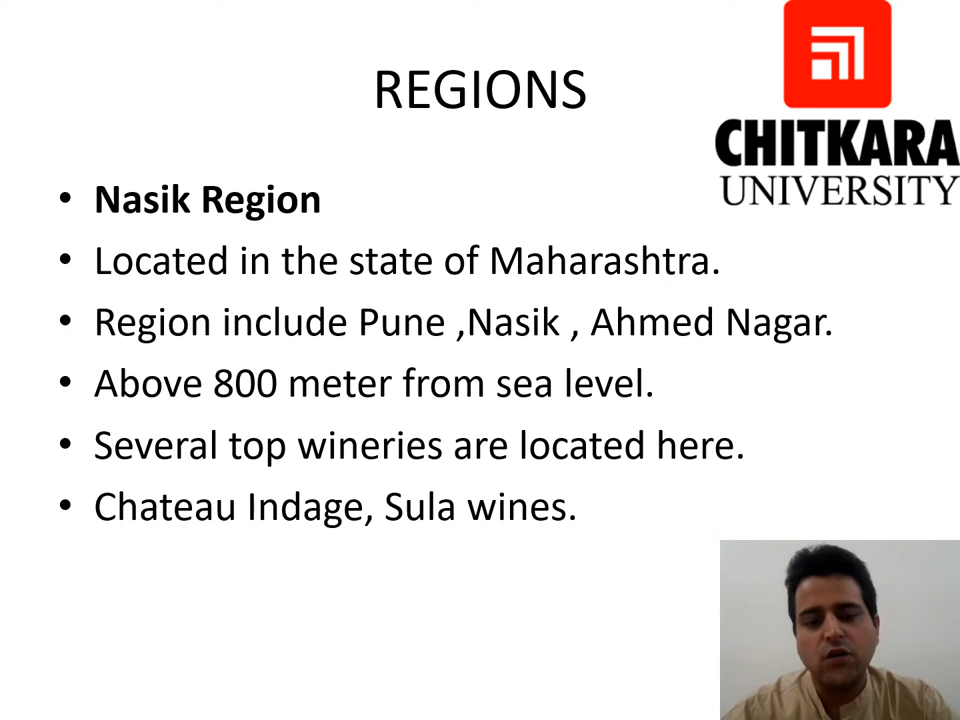 REGIONS
CHITKARA
UNIVERSITY
• Nasik Region
• Located in the state of Maharashtra.
• Region include Pune ,Nasik , Ahmed Nagar.
• Above 800 meter from sea level.
• Several top wineries are located here.
• Chateau Indage, Sula wines.